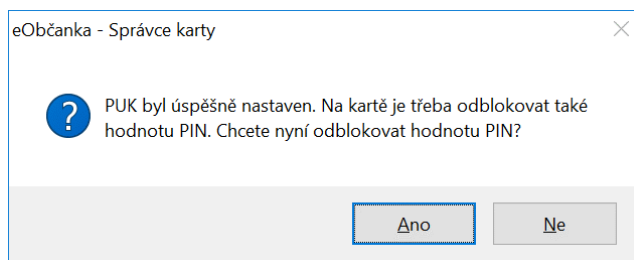 eObčanka - Správce karty
PUK byl úspěšně nastaven. Na kartě je třeba odblokovat také
hodnotu PIN. Chcete nyní odblokovat hodnotu PIN?
Ano
Ne